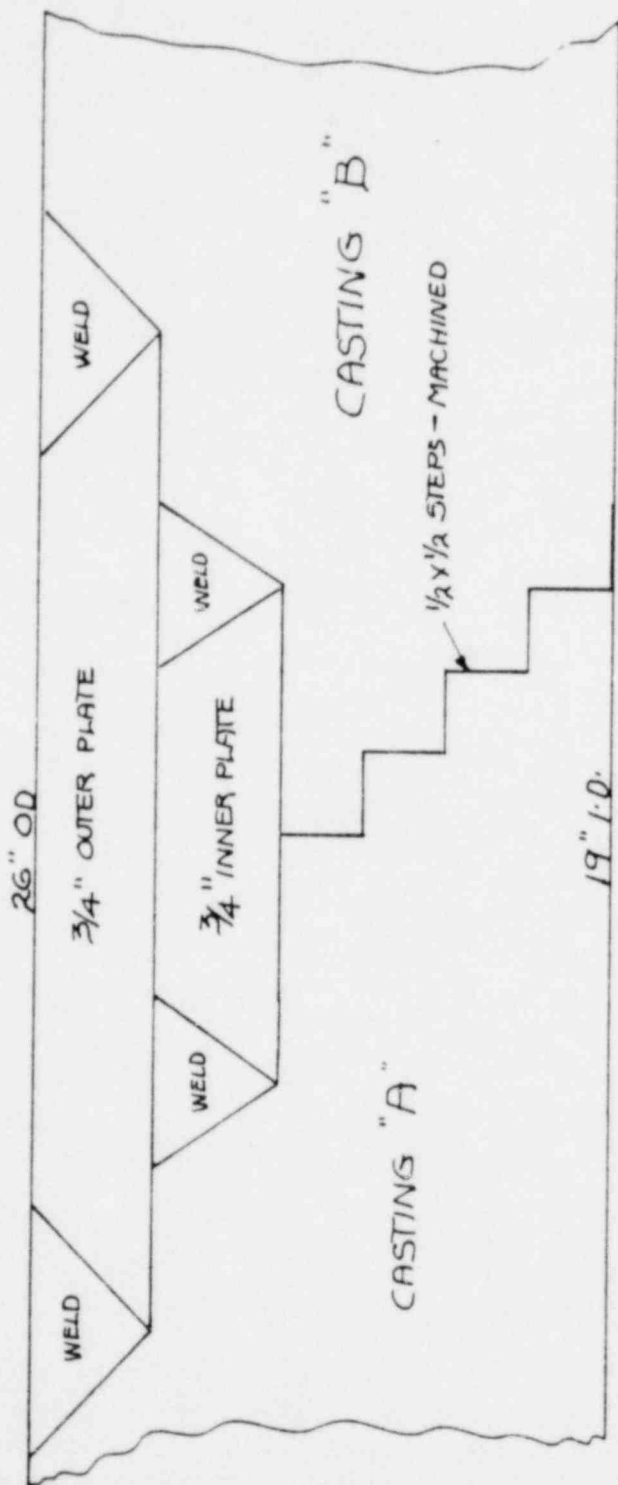 26" OD
WELD
3/4" OUTER PLATE
WELD
WELD
3/4" INNER PLATE
WELD
CASTING "A"
CASTING "B"
1/2 X 1/2 STEPS - MACHINED
19" I.D.